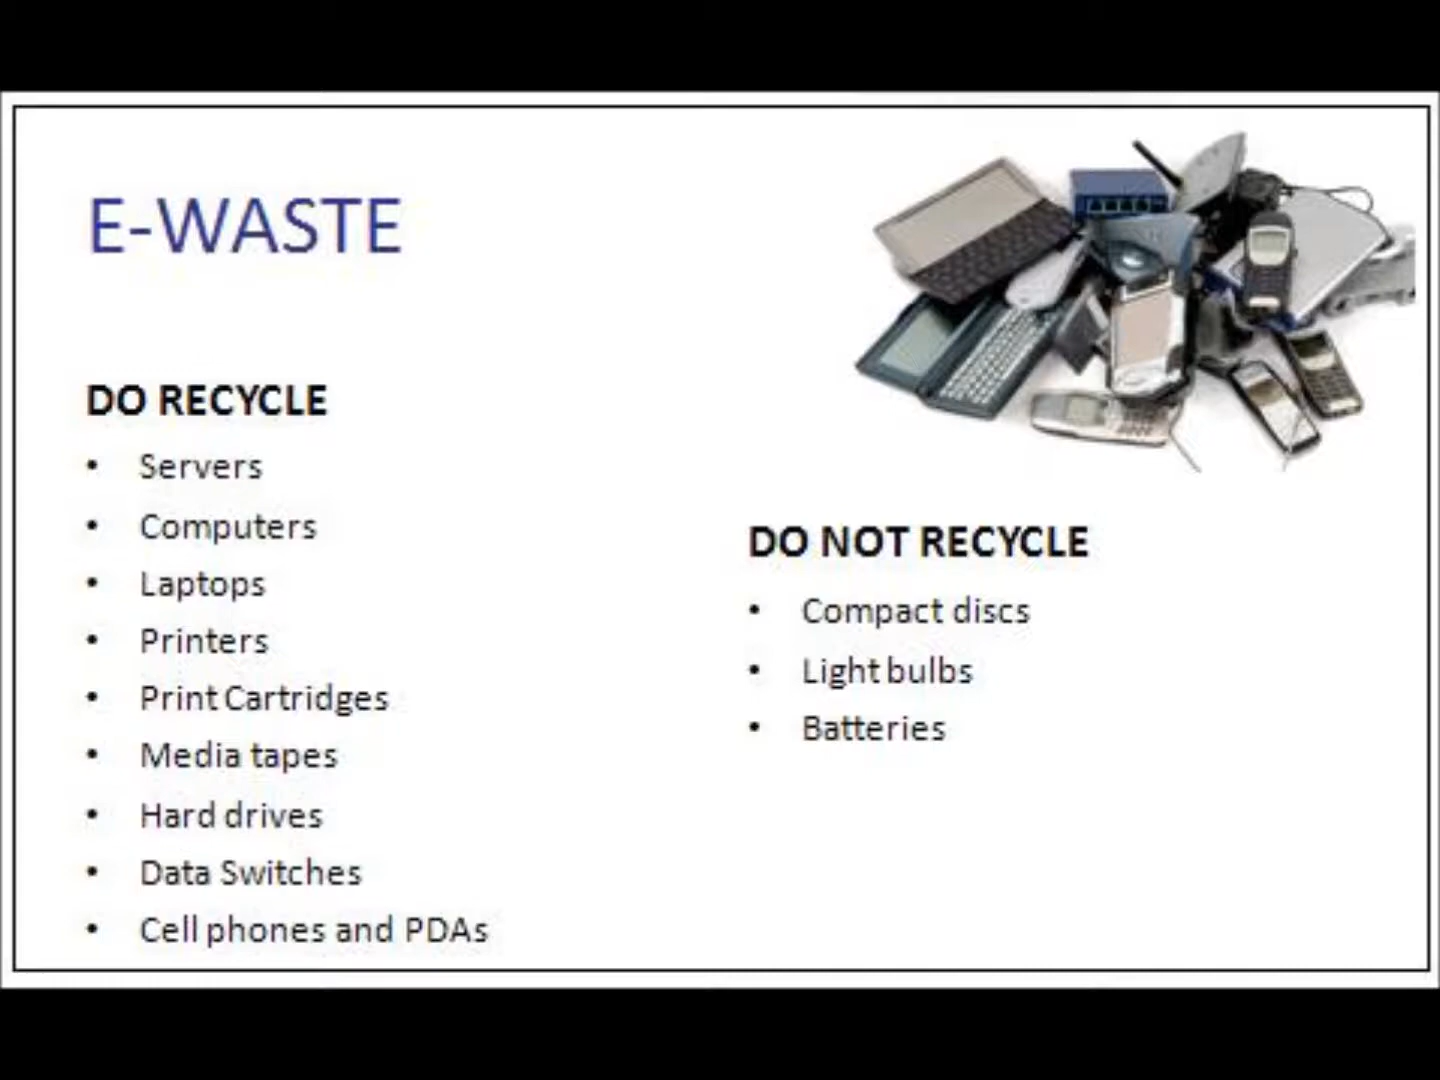 E-WASTE
DO RECYCLE
• Servers
• Computers
• Laptops
• Printers
• Print Cartridges
• Media tapes
• Hard drives
• Data Switches
• Cell phones and PDAs
DO NOT RECYCLE
• Compact discs
• Light bulbs
• Batteries